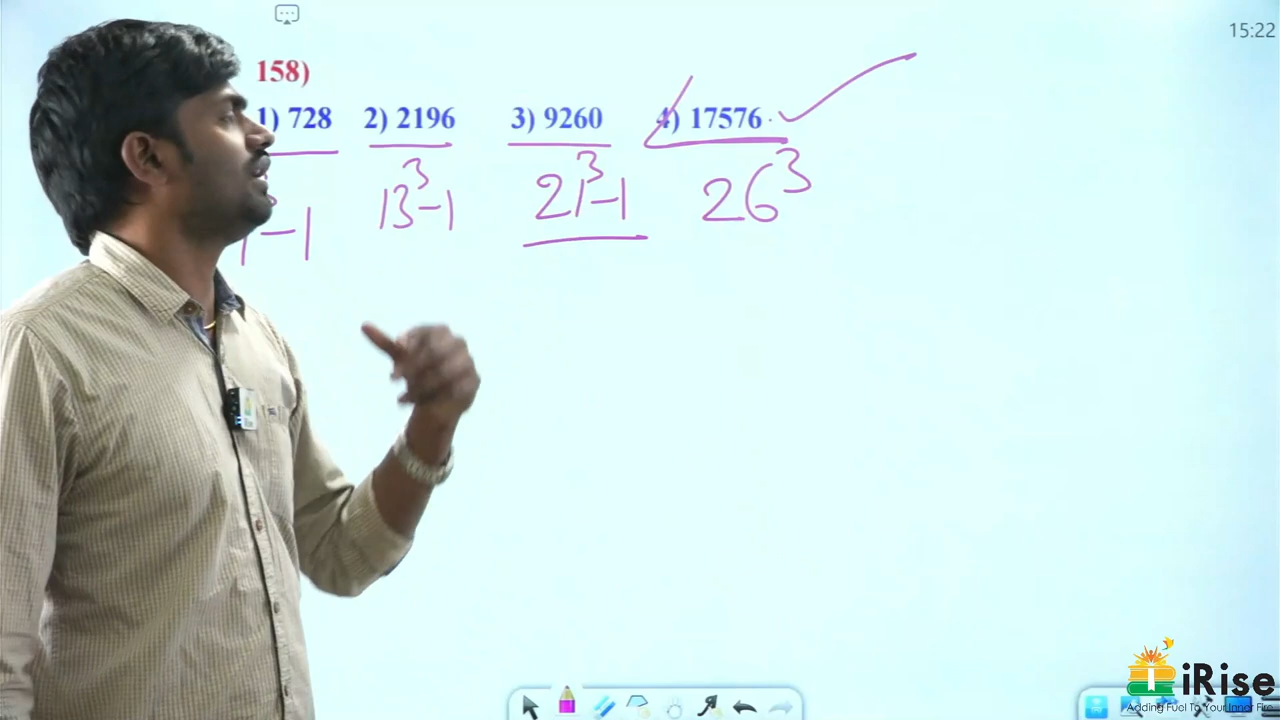 15:22
158)
1) 728 2) 2196 3) 9260 4) 17576
-1 13³-1 21³-1 26³
iRise
Adding Fuel To Your Inner Fire